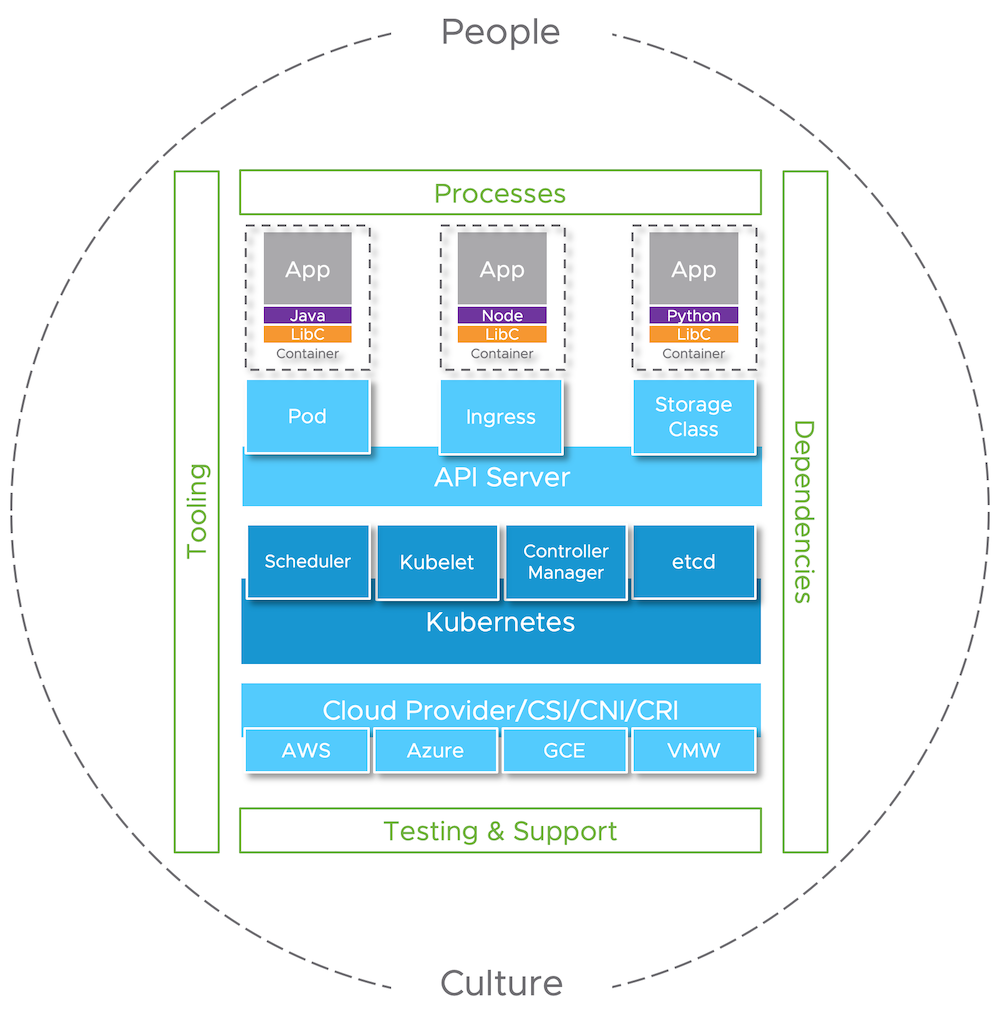 People
Processes
App
Java
LibC
Container
App
Node
LibC
Container
App
Python
LibC
Container
Pod
Ingress
Storage
Class
API Server
Tooling
Dependencies
Scheduler
Kubelet
Controller
Manager
etcd
Kubernetes
Cloud Provider/CSI/CNI/CRI
AWS
Azure
GCE
VMW
Testing & Support
Culture